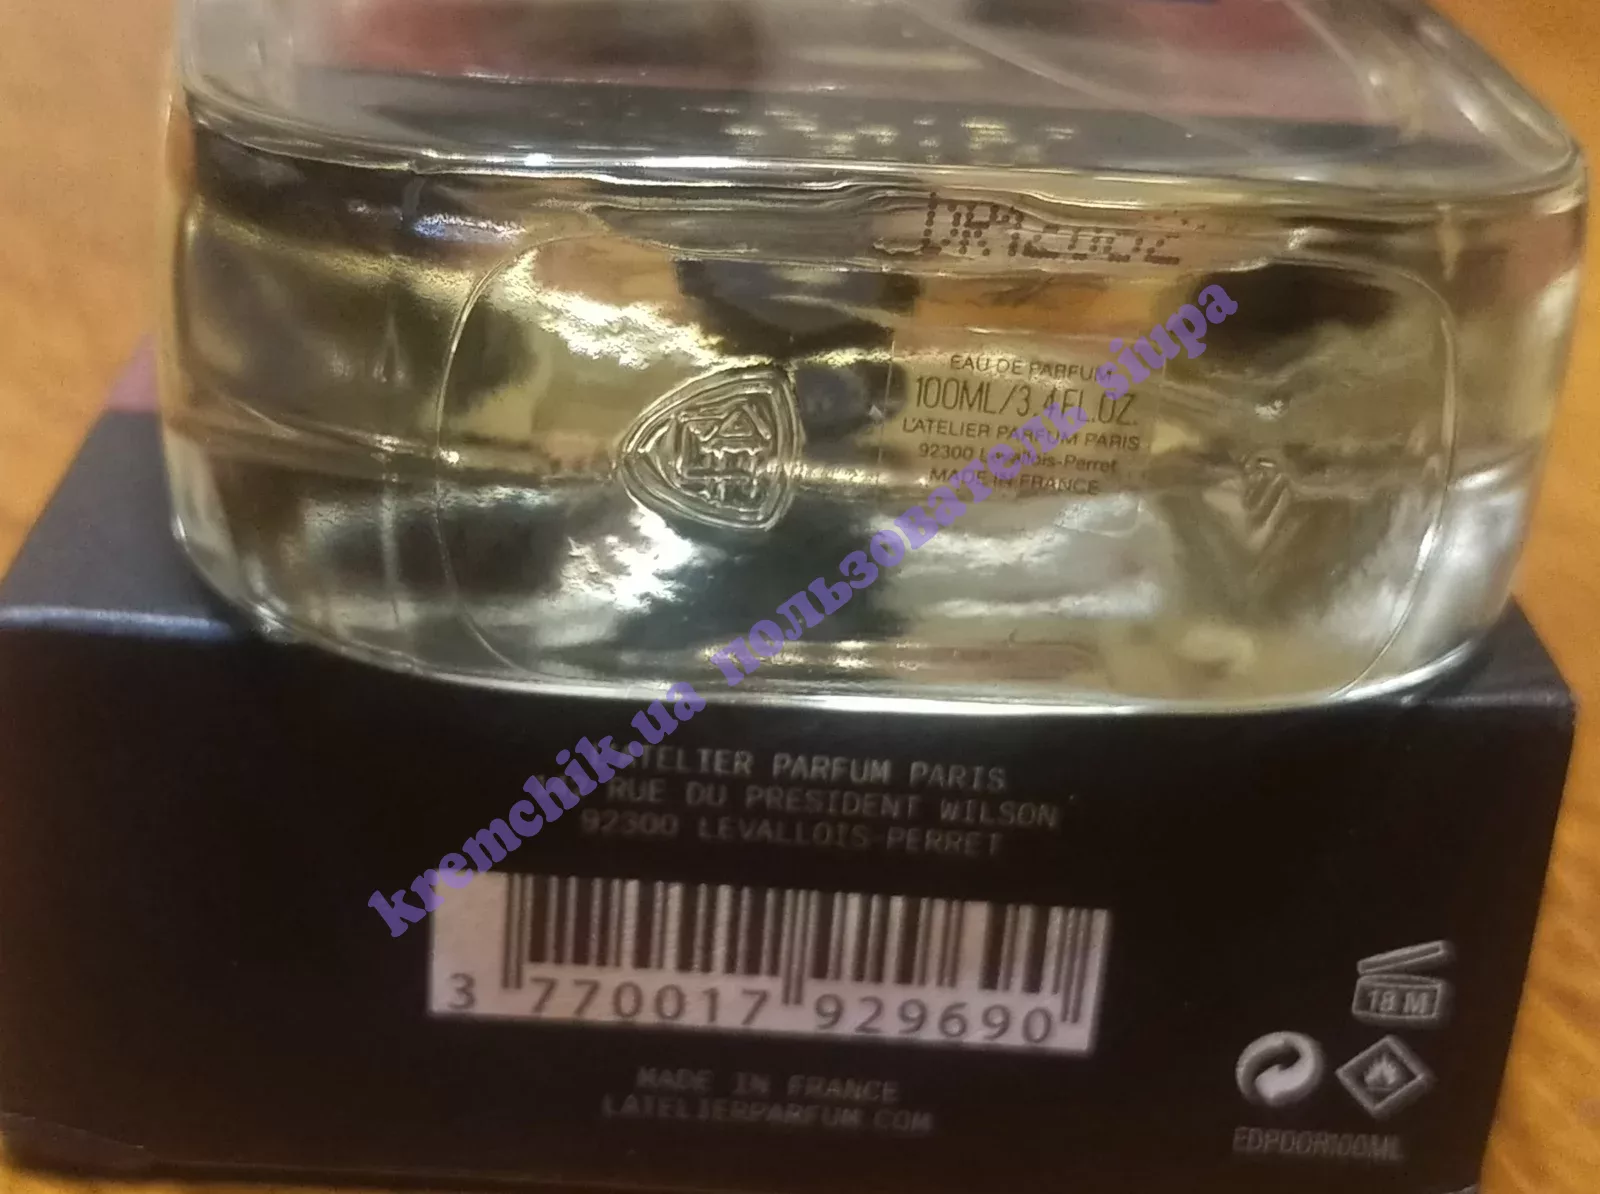 EAU DE PARFUM
100ML/3.4FL.OZ.
L'ATELIER PARFUM PARIS
92300 Levallois-Perret
MADE IN FRANCE
kremchik.ua пользователь siupa
L'ATELIER PARFUM PARIS
RUE DU PRESIDENT WILSON
92300 LEVALLOIS-PERRET
3 770017 929690
18 M
MADE IN FRANCE
LATELIERPARFUM.COM